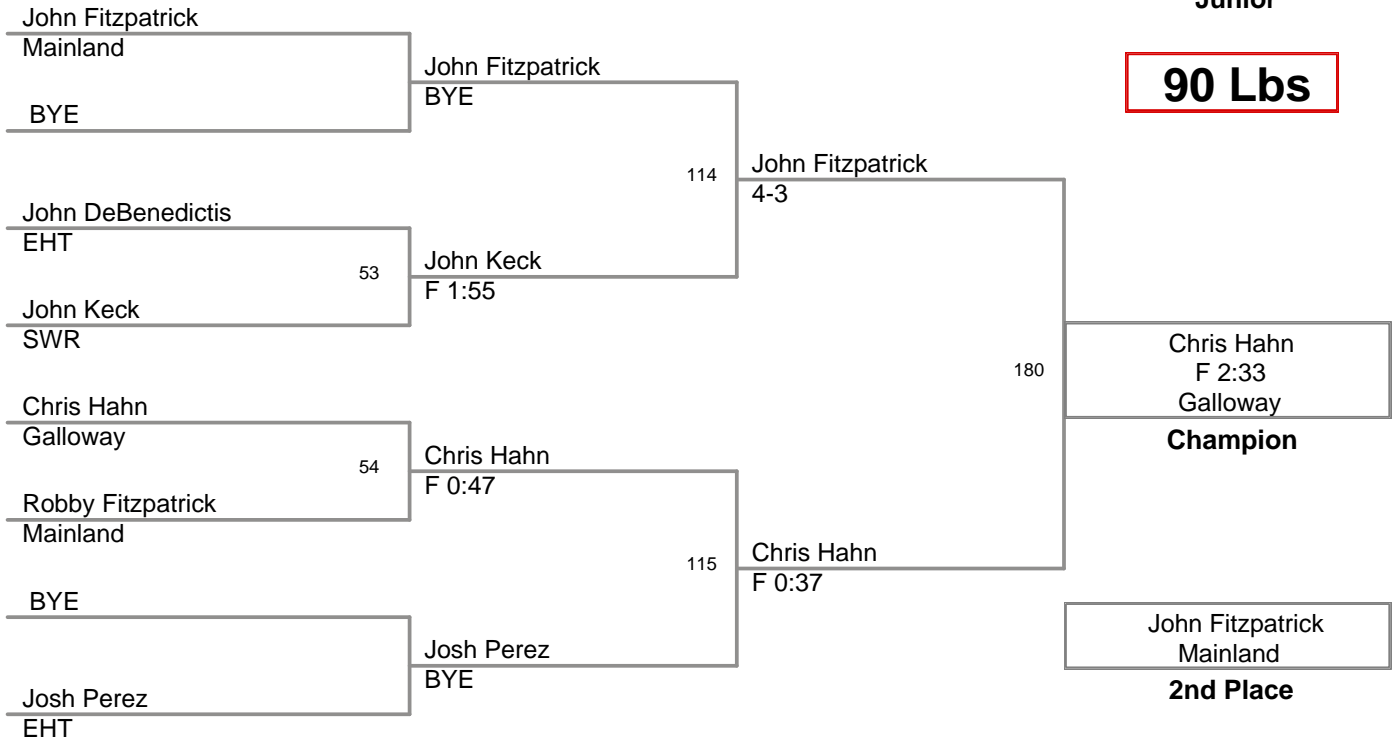 Junior
90 Lbs
John Fitzpatrick
Mainland
BYE
John DeBenedictis
EHT
53
John Keck
SWR
Chris Hahn
Galloway
54
Robby Fitzpatrick
Mainland
BYE
Josh Perez
EHT
John Fitzpatrick
BYE
114
John Keck
F 1:55
Chris Hahn
F 0:47
115
Josh Perez
BYE
John Fitzpatrick
4-3
180
Chris Hahn
F 0:37
Chris Hahn
F 2:33
Galloway
Champion
John Fitzpatrick
Mainland
2nd Place